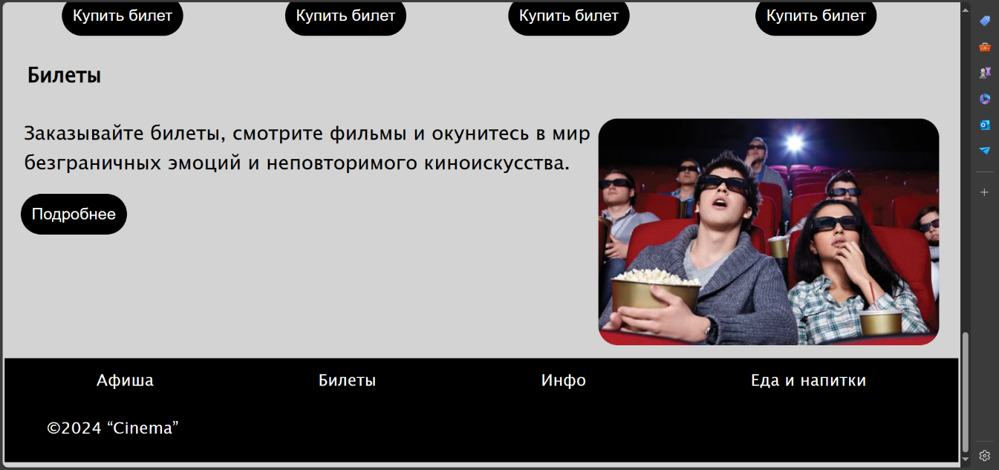 Купить билет Купить билет Купить билет Купить билет
Билеты
Заказывайте билеты, смотрите фильмы и окунитесь в мир
безграничных эмоций и неповторимого киноискусства.
Подробнее
Афиша Билеты Инфо Еда и напитки
©2024 “Cinema”